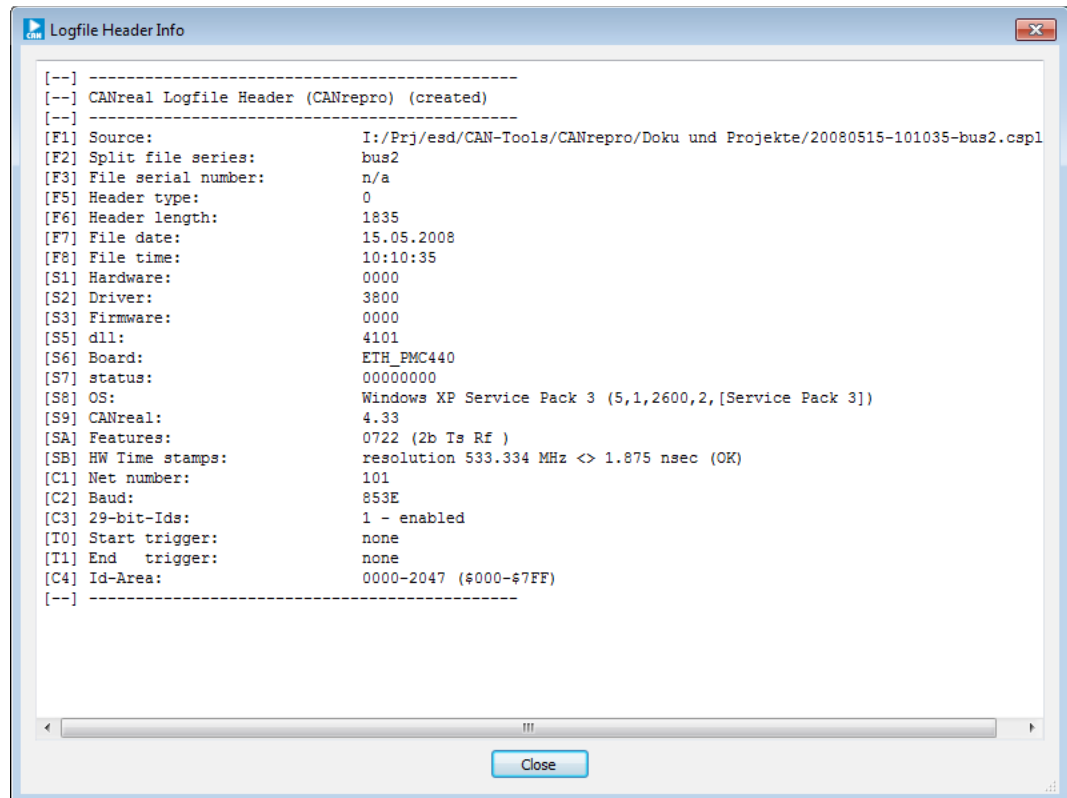 CAN Logfile Header Info
[--] ----------------------------------------------
[--] CANreal Logfile Header (CANrepro) (created)
[--] ----------------------------------------------
[F1] Source: I:/Prj/esd/CAN-Tools/CANrepro/Doku und Projekte/20080515-101035-bus2.cspl
[F2] Split file series: bus2
[F3] File serial number: n/a
[F5] Header type: 0
[F6] Header length: 1835
[F7] File date: 15.05.2008
[F8] File time: 10:10:35
[S1] Hardware: 0000
[S2] Driver: 3800
[S3] Firmware: 0000
[S5] dll: 4101
[S6] Board: ETH_PMC440
[S7] status: 00000000
[S8] OS: Windows XP Service Pack 3 (5,1,2600,2,[Service Pack 3])
[S9] CANreal: 4.33
[SA] Features: 0722 (2b Ts Rf )
[SB] HW Time stamps: resolution 533.334 MHz <> 1.875 nsec (OK)
[C1] Net number: 101
[C2] Baud: 853E
[C3] 29-bit-Ids: 1 - enabled
[T0] Start trigger: none
[T1] End   trigger: none
[C4] Id-Area: 0000-2047 ($000-$7FF)
[--] ----------------------------------------------
Close